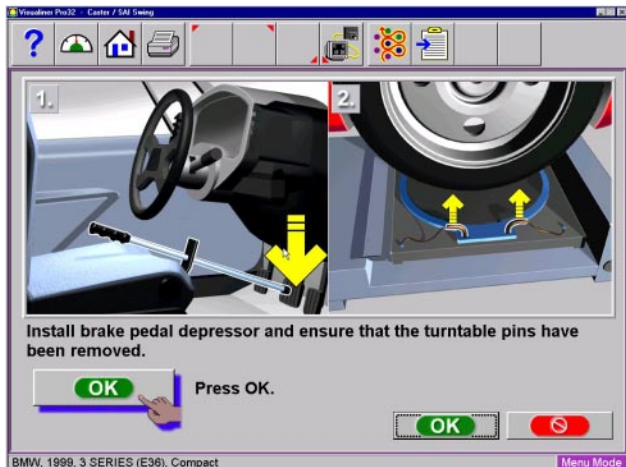 Visualiner Pro32 - Caster / SAI Swing
?
1.
2.
Install brake pedal depressor and ensure that the turntable pins have
been removed.
OK
Press OK.
OK
BMW, 1999, 3 SERIES (E36), Compact
Menu Mode